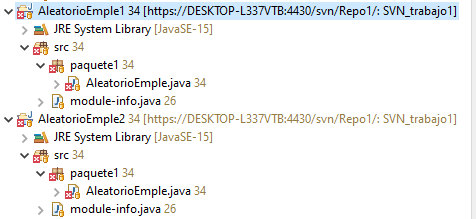 AleatorioEmple1 34 [https://DESKTOP-L337VTB:4430/svn/Repo1/: SVN_trabajo1]
JRE System Library [JavaSE-15]
src 34
paquete1 34
AleatorioEmple.java 34
module-info.java 26
AleatorioEmple2 34 [https://DESKTOP-L337VTB:4430/svn/Repo1/: SVN_trabajo1]
JRE System Library [JavaSE-15]
src 34
paquete1 34
AleatorioEmple.java 34
module-info.java 26